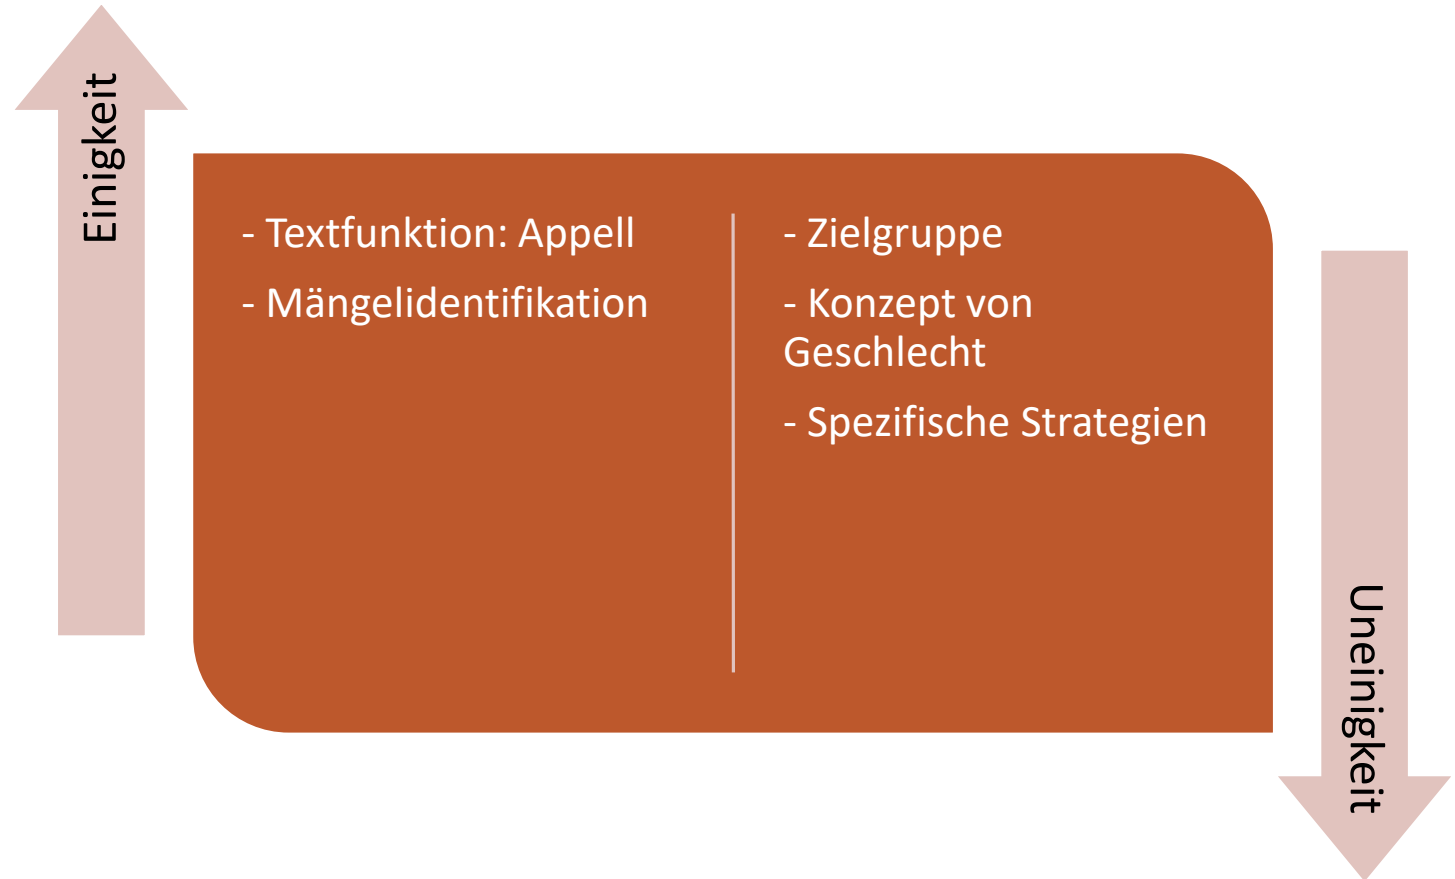 Einigkeit
- Textfunktion: Appell
- Mängelidentifikation
- Zielgruppe
- Konzept von
Geschlecht
- Spezifische Strategien
Uneinigkeit